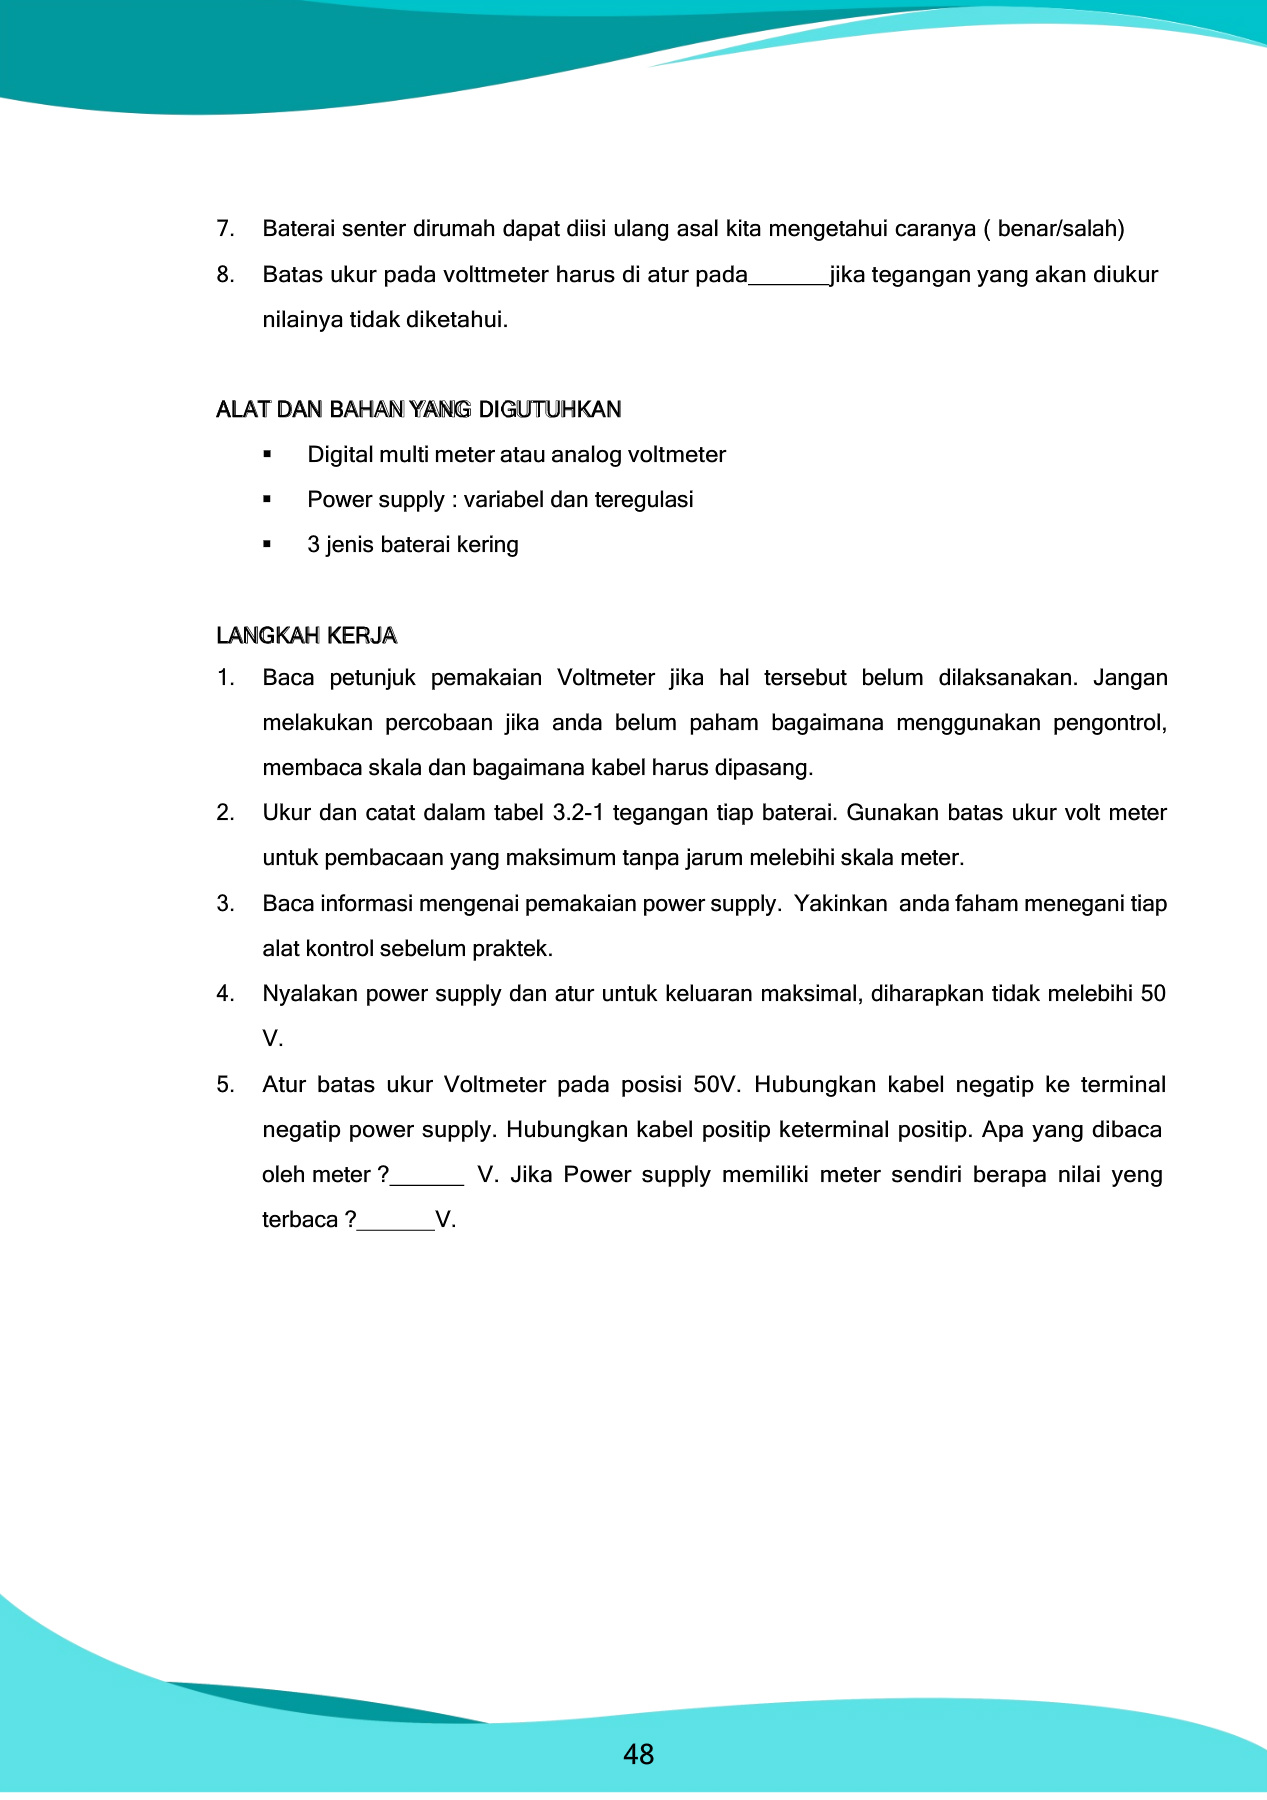 7. Baterai senter dirumah dapat diisi ulang asal kita mengetahui caranya ( benar/salah)
8. Batas ukur pada volttmeter harus di atur pada_______jika tegangan yang akan diukur
nilainya tidak diketahui.
ALAT DAN BAHAN YANG DIGUTUHKAN
▪ Digital multi meter atau analog voltmeter
▪ Power supply : variabel dan teregulasi
▪ 3 jenis baterai kering
LANGKAH KERJA
1. Baca petunjuk pemakaian Voltmeter jika hal tersebut belum dilaksanakan. Jangan
melakukan percobaan jika anda belum paham bagaimana menggunakan pengontrol,
membaca skala dan bagaimana kabel harus dipasang.
2. Ukur dan catat dalam tabel 3.2-1 tegangan tiap baterai. Gunakan batas ukur volt meter
untuk pembacaan yang maksimum tanpa jarum melebihi skala meter.
3. Baca informasi mengenai pemakaian power supply. Yakinkan anda faham menegani tiap
alat kontrol sebelum praktek.
4. Nyalakan power supply dan atur untuk keluaran maksimal, diharapkan tidak melebihi 50
V.
5. Atur batas ukur Voltmeter pada posisi 50V. Hubungkan kabel negatip ke terminal
negatip power supply. Hubungkan kabel positip keterminal positip. Apa yang dibaca
oleh meter ?______ V. Jika Power supply memiliki meter sendiri berapa nilai yeng
terbaca ?______V.
48